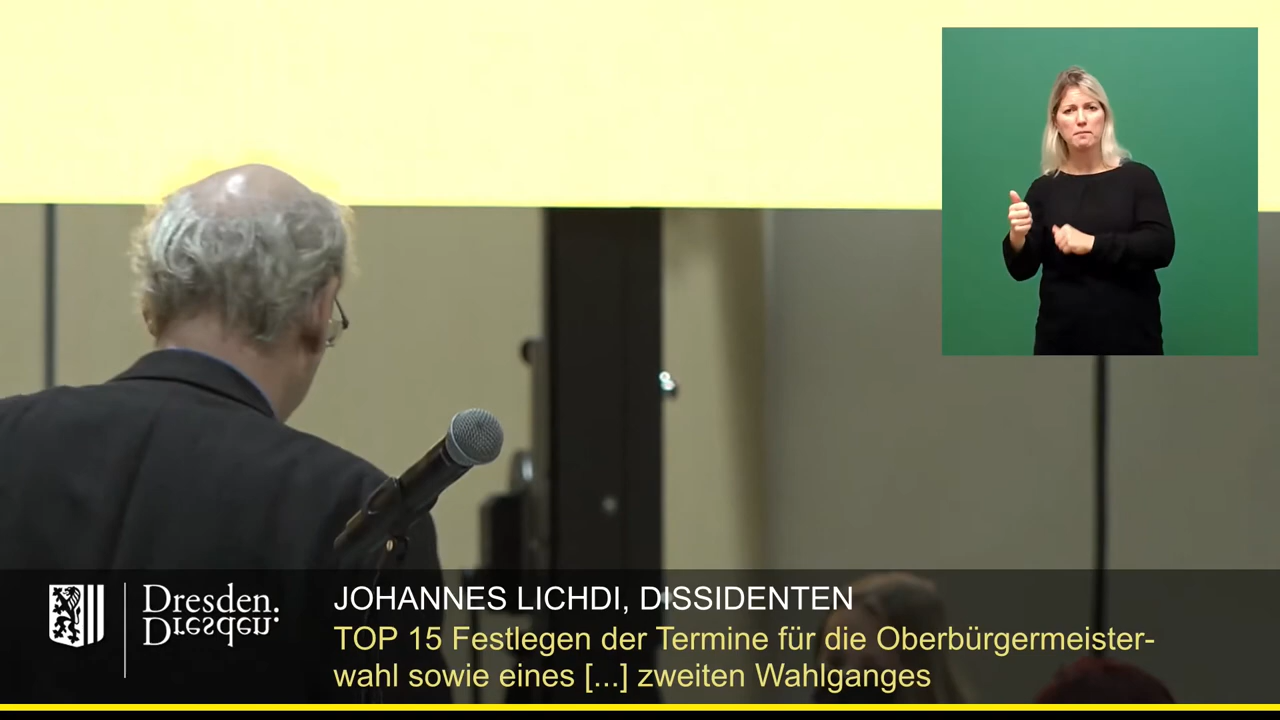 Dresden.
Dresden.
JOHANNES LICHDI, DISSIDENTEN
TOP 15 Festlegen der Termine für die Oberbürgermeister-
wahl sowie eines [...] zweiten Wahlganges